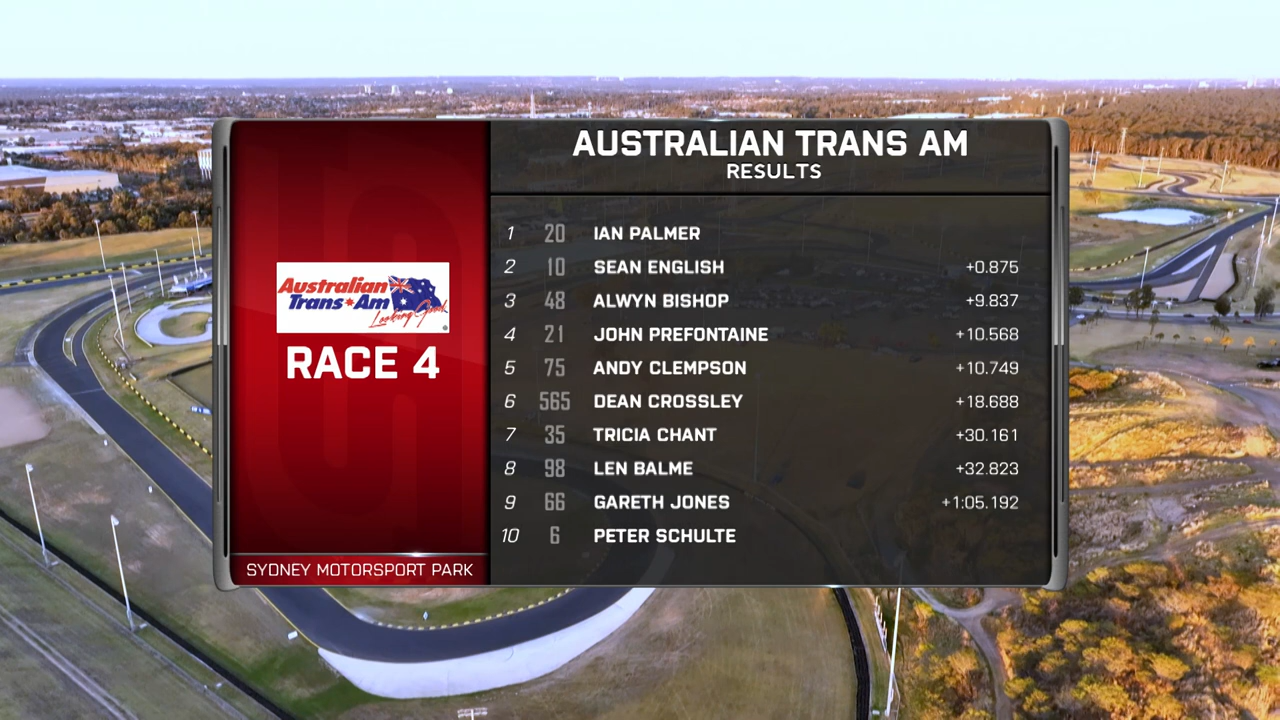 AUSTRALIAN TRANS AM
RESULTS
Australian
Trans*Am
Looking Good
RACE 4
SYDNEY MOTORSPORT PARK
1 20 IAN PALMER
2 10 SEAN ENGLISH +0.875
3 48 ALWYN BISHOP +9.837
4 21 JOHN PREFONTAINE +10.568
5 75 ANDY CLEMPSON +10.749
6 565 DEAN CROSSLEY +18.688
7 35 TRICIA CHANT +30.161
8 98 LEN BALME +32.823
9 66 GARETH JONES +1:05.192
10 6 PETER SCHULTE